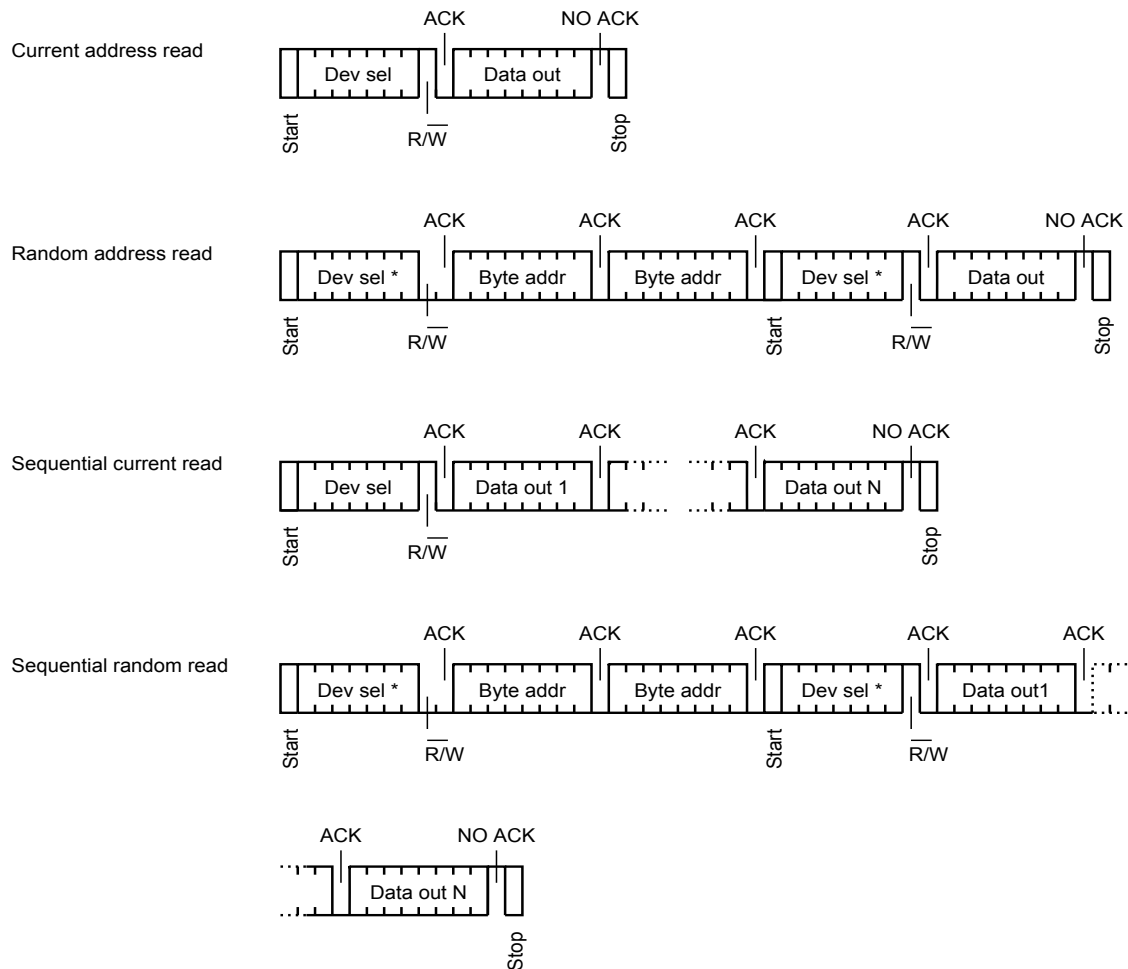 ACK NO ACK
Current address read
Dev sel Data out
Start R/W̅ Stop
ACK ACK ACK ACK NO ACK
Random address read
Dev sel * Byte addr Byte addr Dev sel * Data out
Start R/W̅ Start R/W̅ Stop
ACK ACK ACK NO ACK
Sequential current read
Dev sel Data out 1 Data out N
Start R/W̅ Stop
ACK ACK ACK ACK ACK
Sequential random read
Dev sel * Byte addr Byte addr Dev sel * Data out1
Start R̅/W Start R̅/W
ACK NO ACK
Data out N
Stop